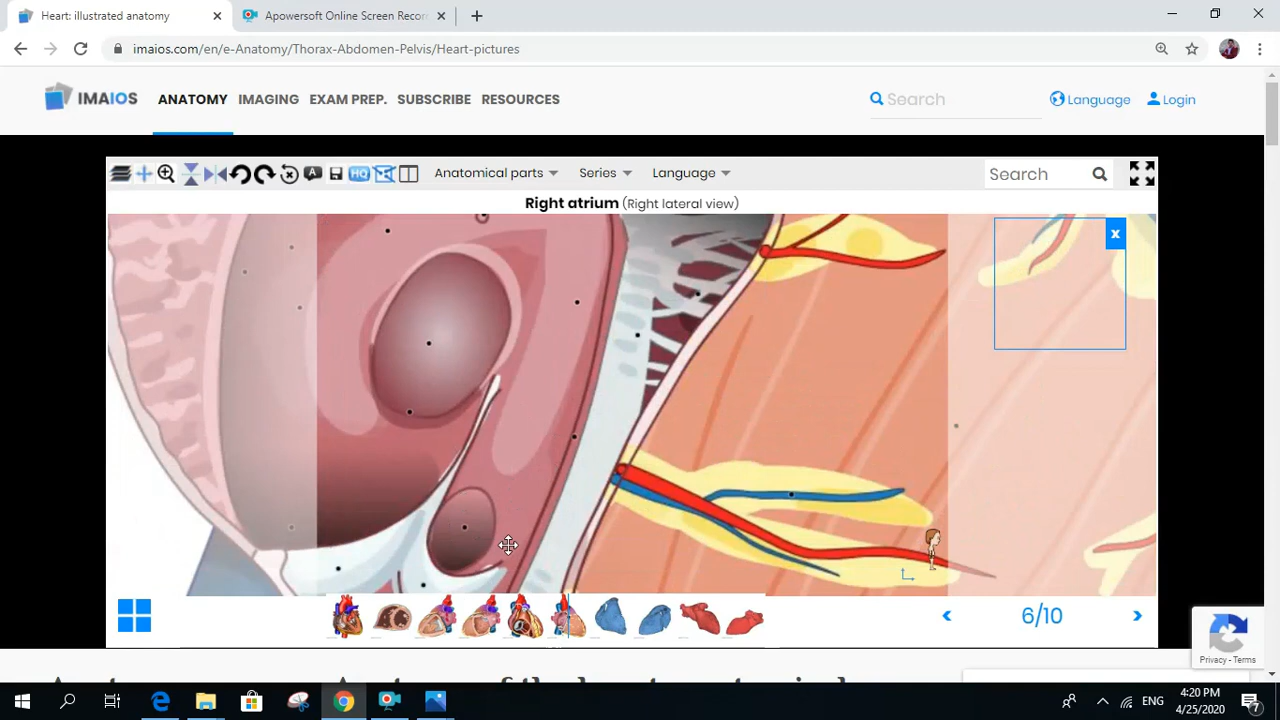 Heart: illustrated anatomy
Apowersoft Online Screen Recor
imaios.com/en/e-Anatomy/Thorax-Abdomen-Pelvis/Heart-pictures
IMAIOS ANATOMY IMAGING EXAM PREP. SUBSCRIBE RESOURCES Search Language Login
A HQ Anatomical parts Series Language Search
Right atrium (Right lateral view)
x
6/10
Privacy - Terms
ENG
4:20 PM
4/25/2020
7